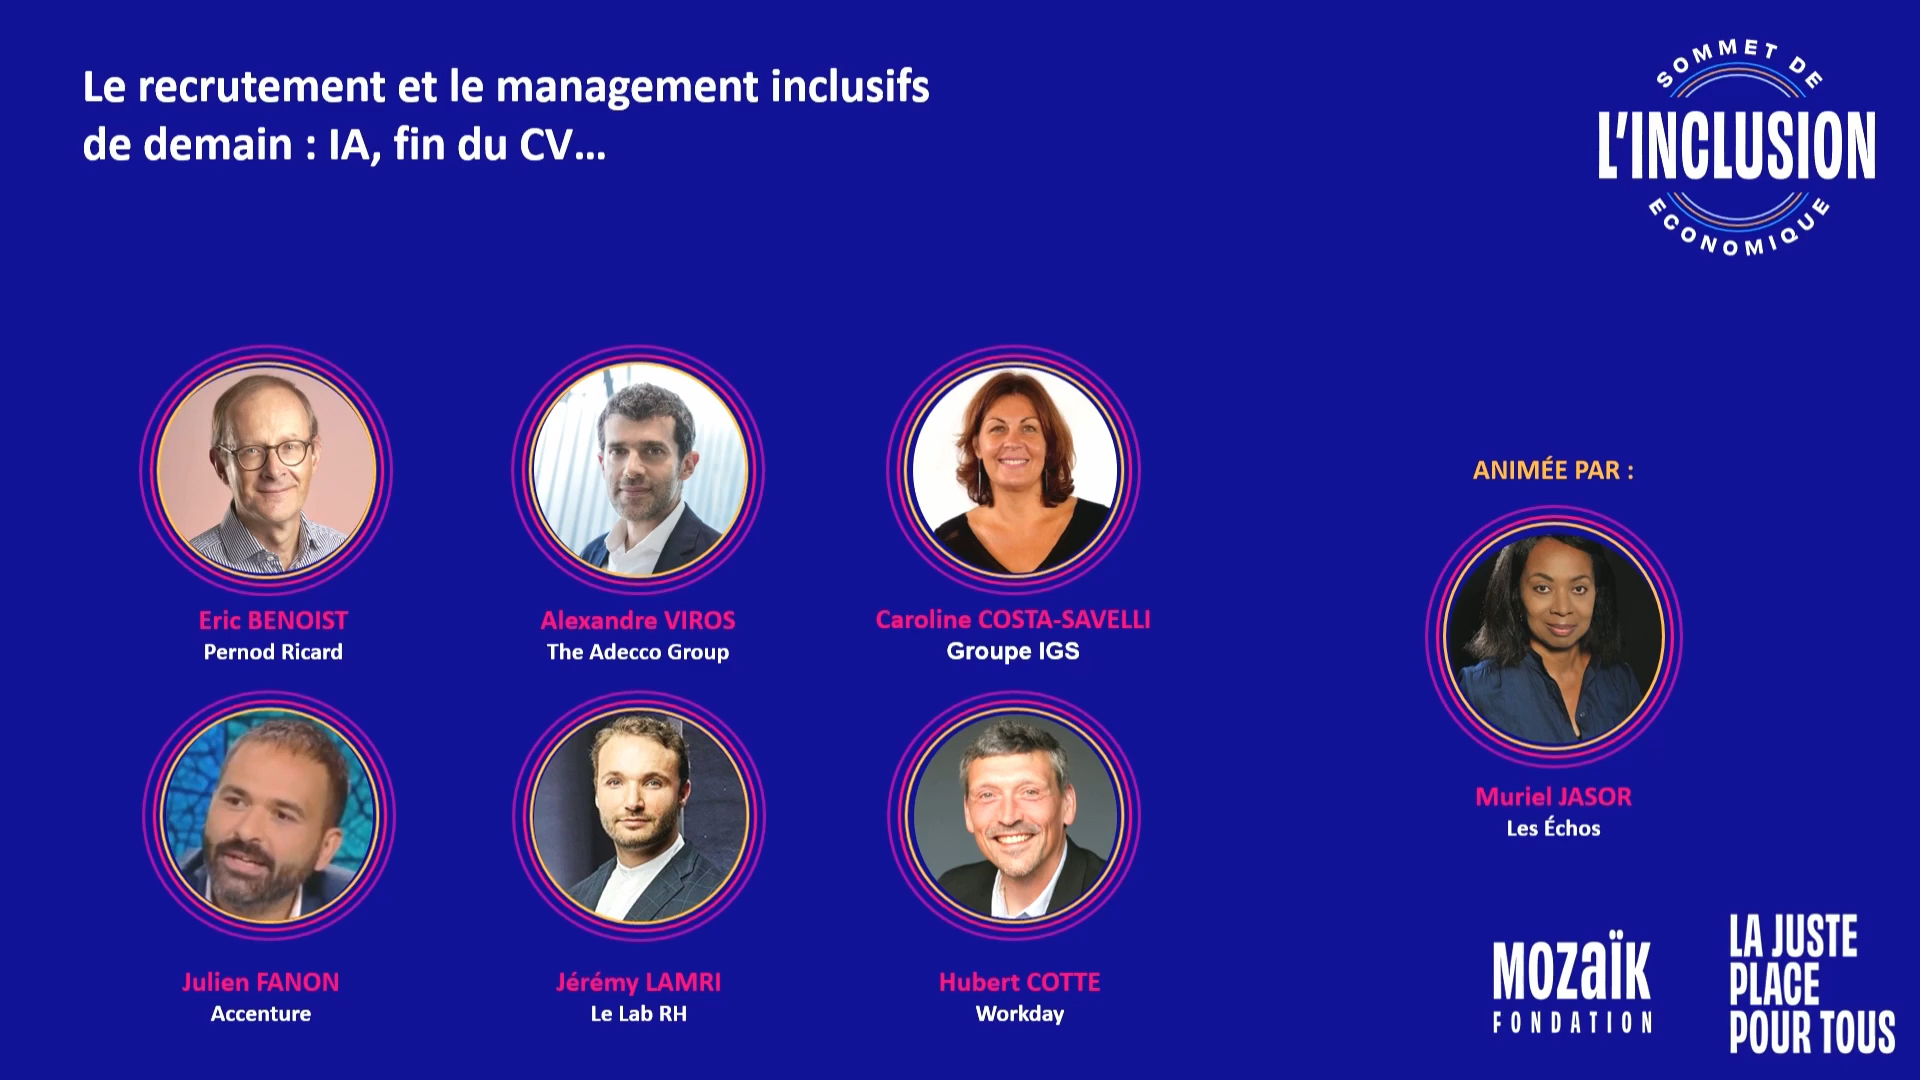 Le recrutement et le management inclusifs
de demain : IA, fin du CV...
SOMMET DE
L'INCLUSION
ECONOMIQUE
Eric BENOIST
Pernod Ricard
Alexandre VIROS
The Adecco Group
Caroline COSTA-SAVELLI
Groupe IGS
Julien FANON
Accenture
Jérémy LAMRI
Le Lab RH
Hubert COTTE
Workday
ANIMÉE PAR :
Muriel JASOR
Les Échos
MOZaïK
FONDATION
LA JUSTE
PLACE
POUR TOUS